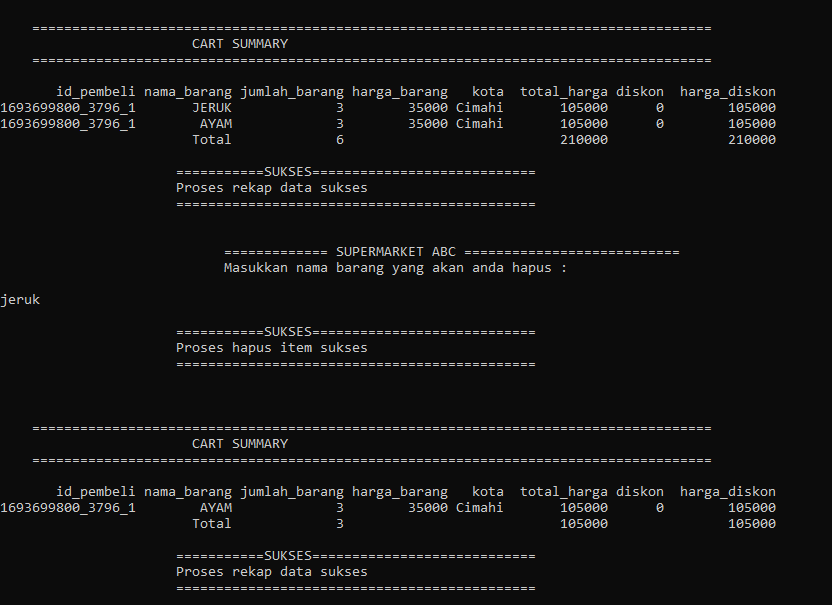 =====================================================================================
CART SUMMARY
=====================================================================================
id_pembeli nama_barang jumlah_barang harga_barang kota total_harga diskon harga_diskon
1693699800_3796_1 JERUK 3 35000 Cimahi 105000 0 105000
1693699800_3796_1 AYAM 3 35000 Cimahi 105000 0 105000
Total 6 210000 210000
===========SUKSES============================
Proses rekap data sukses
=============================================
============= SUPERMARKET ABC ===========================
Masukkan nama barang yang akan anda hapus :
jeruk
===========SUKSES============================
Proses hapus item sukses
=============================================
=====================================================================================
CART SUMMARY
=====================================================================================
id_pembeli nama_barang jumlah_barang harga_barang kota total_harga diskon harga_diskon
1693699800_3796_1 AYAM 3 35000 Cimahi 105000 0 105000
Total 3 105000 105000
===========SUKSES============================
Proses rekap data sukses
=============================================